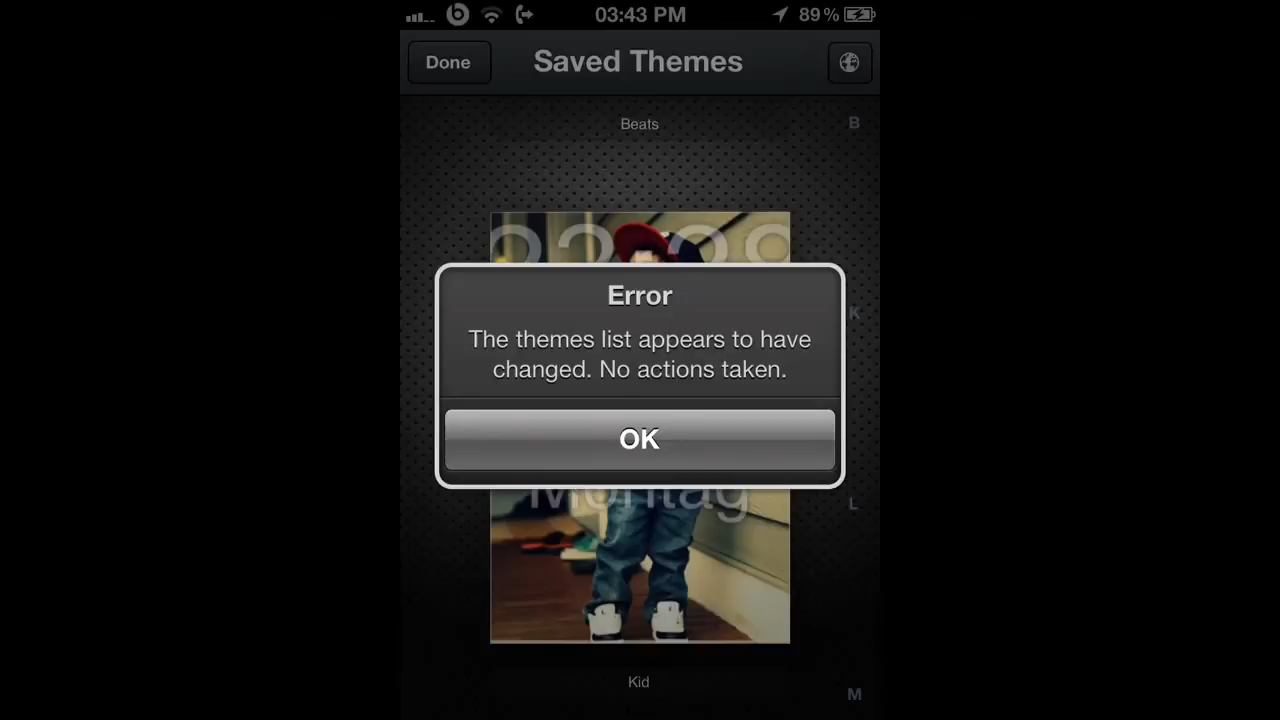 03:43 PM
89%
Done
Saved Themes
Beats
B
Error
The themes list appears to have
changed. No actions taken.
K
OK
Montag
L
Kid
M